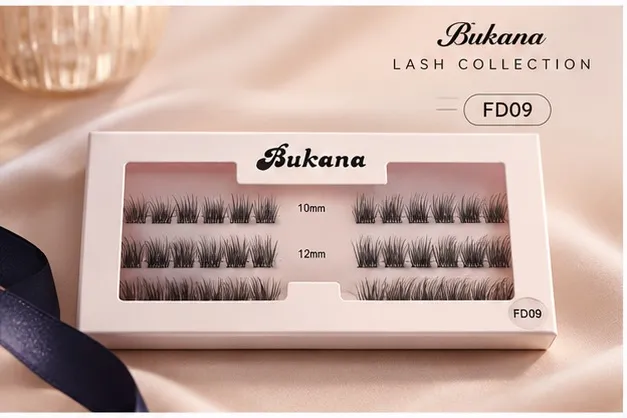 Bukana
LASH COLLECTION
FD09
Bukana
10mm
12mm
FD09